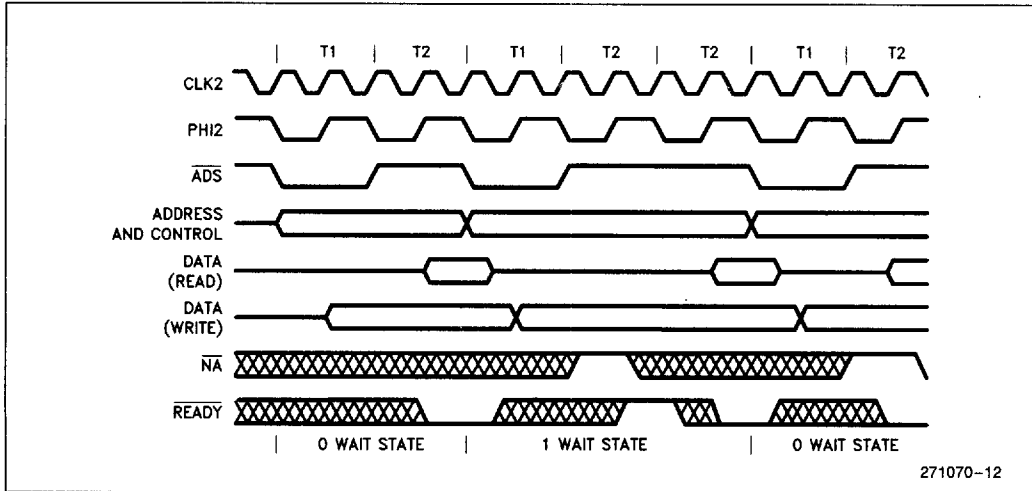 | T1 | T2 | T1 | T2 | T2 | T1 | T2
CLK2
PHI2
ADS
ADDRESS
AND CONTROL
DATA
(READ)
DATA
(WRITE)
NA
READY
| 0 WAIT STATE | 1 WAIT STATE | 0 WAIT STATE
271070-12